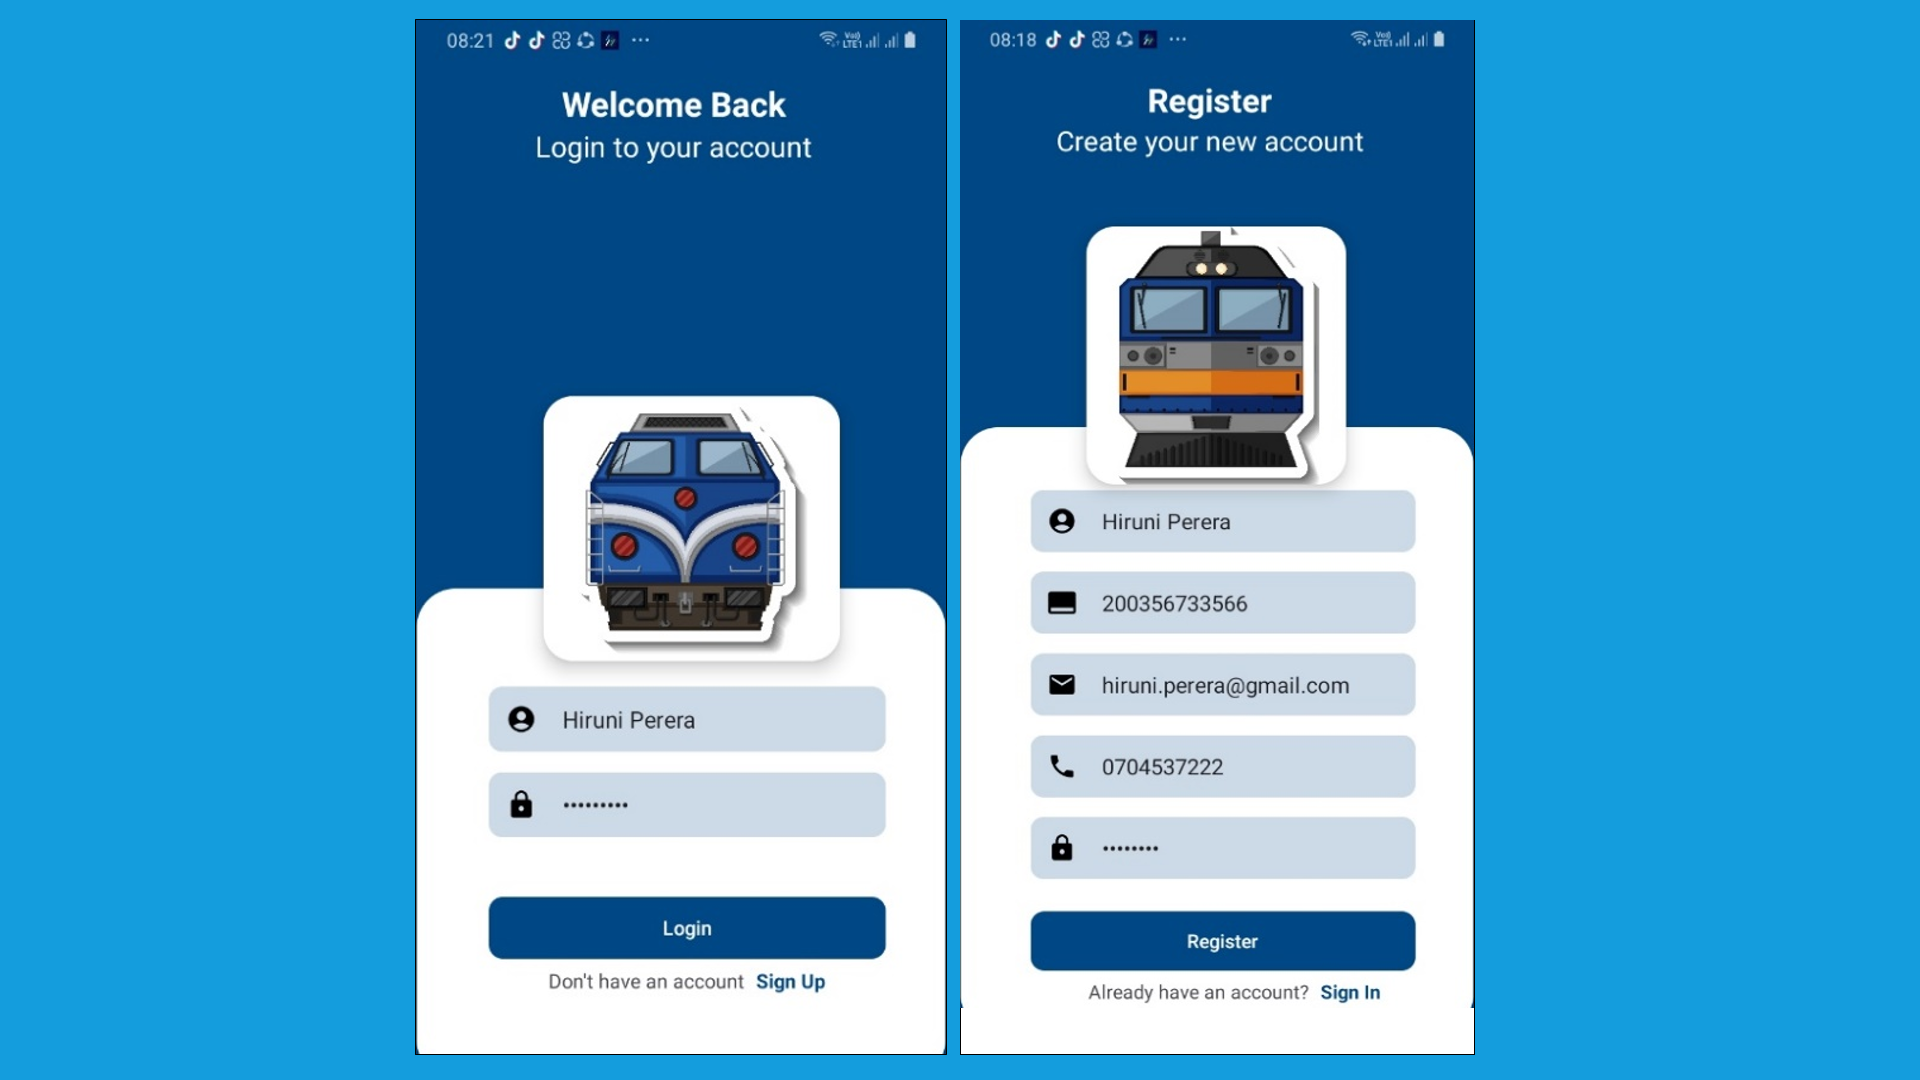 08:21
Welcome Back
Login to your account
Hiruni Perera
•••••••••
Login
Don't have an account Sign Up
08:18
Register
Create your new account
Hiruni Perera
200356733566
hiruni.perera@gmail.com
0704537222
••••••••
Register
Already have an account? Sign In